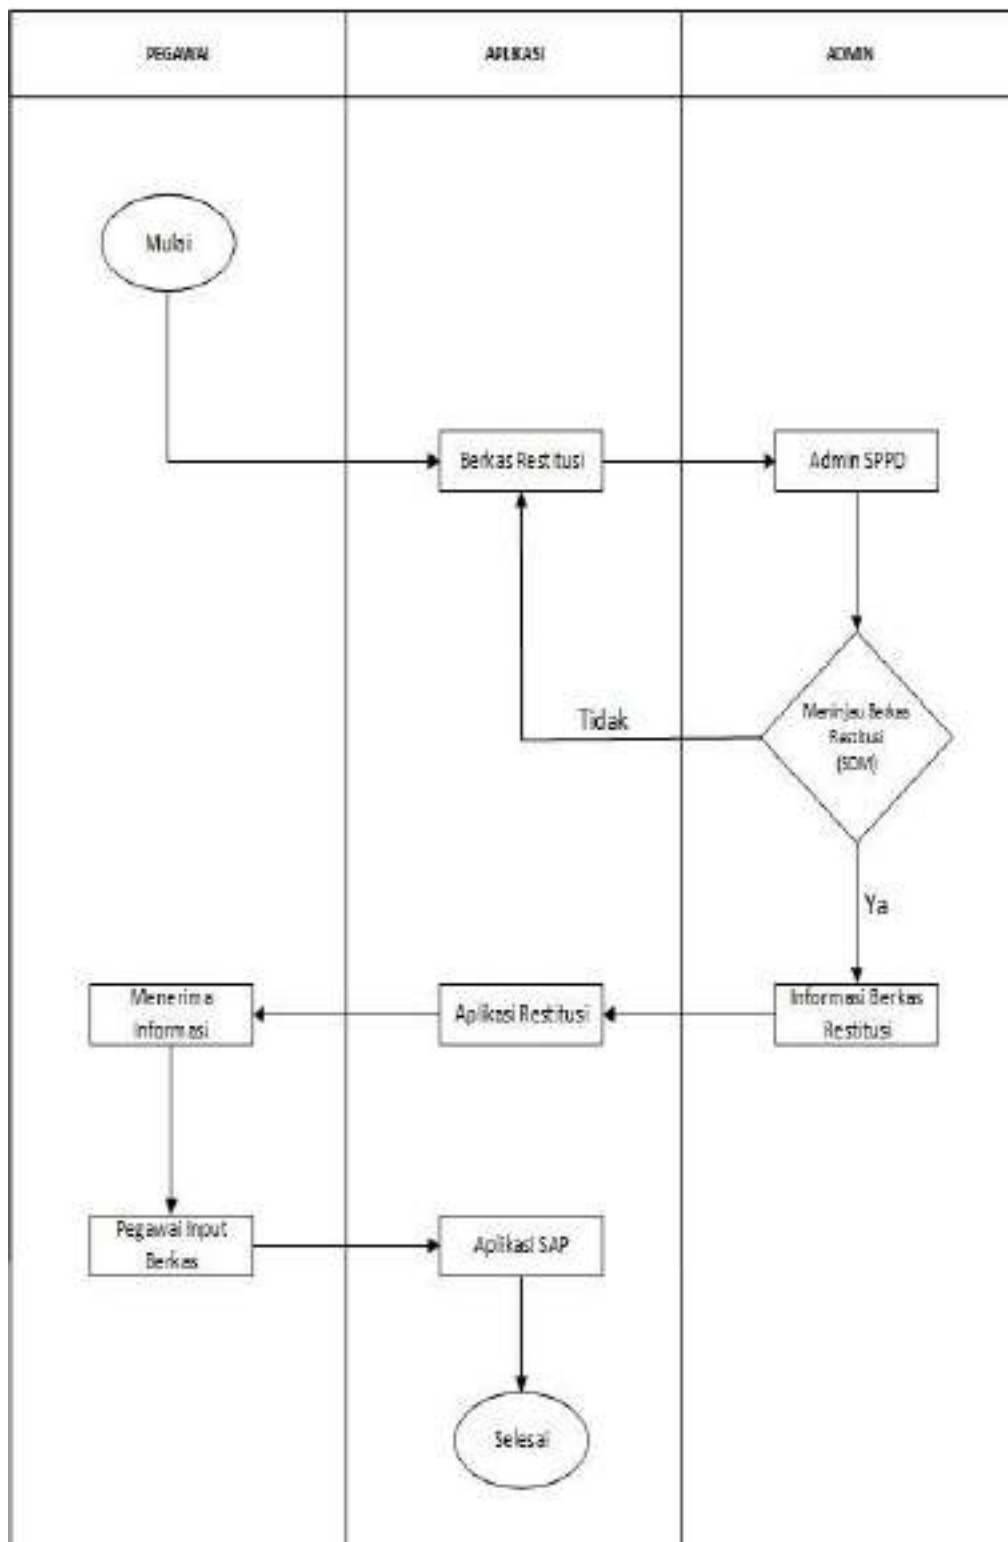 PEGAWAI
APLIKASI
ADMIN
Mulai
Berkas Restitusi
Admin SPPD
Meninjau Berkas
Restitusi
(SDM)
Tidak
Ya
Menerima
Informasi
Aplikasi Restitusi
Informasi Berkas
Restitusi
Pegawai Input
Berkas
Aplikasi SAP
Selesai